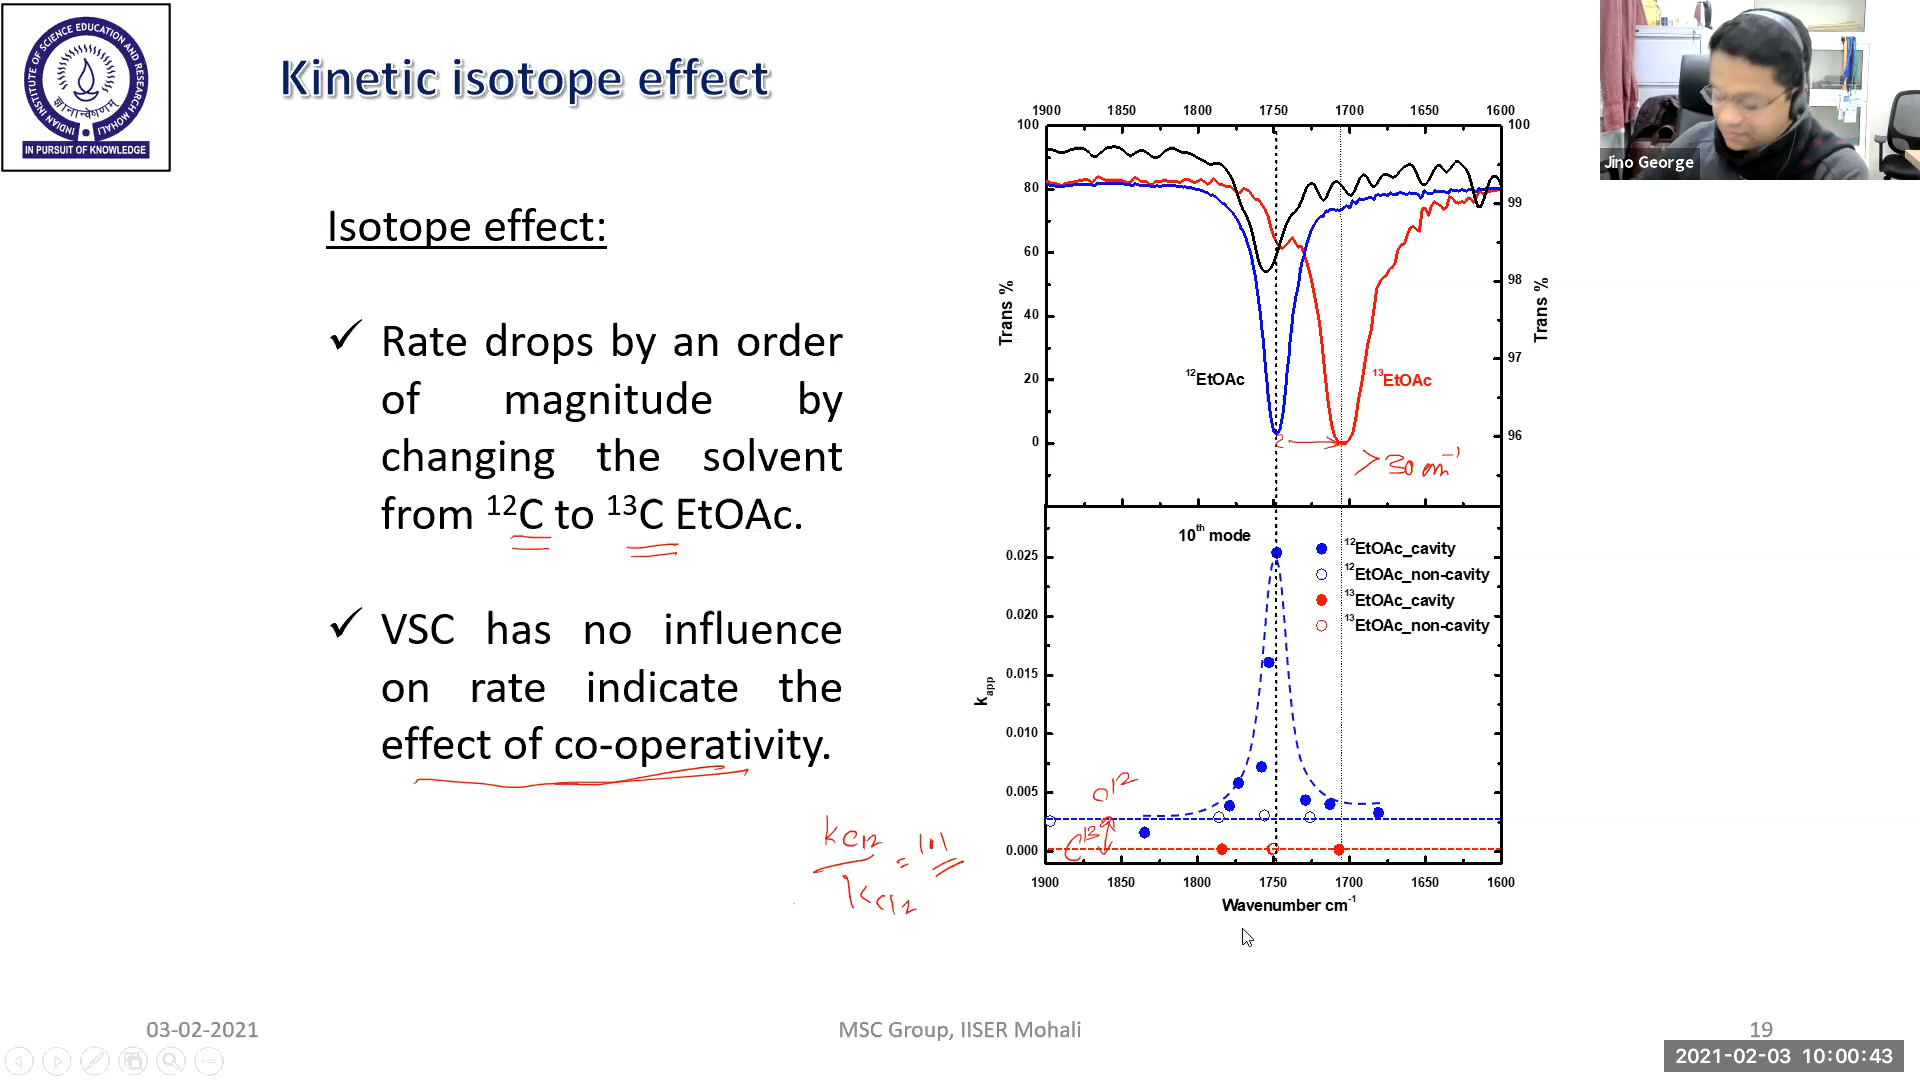 INDIAN INSTITUTE OF SCIENCE EDUCATION AND RESEARCH MOHALI
IN PURSUIT OF KNOWLEDGE
Kinetic isotope effect
Jino George
Isotope effect:
✓ Rate drops by an order
of magnitude by
changing the solvent
from ¹²C to ¹³C EtOAc.
✓ VSC has no influence
on rate indicate the
effect of co-operativity.
1900 1850 1800 1750 1700 1650 1600
100 80 60 40 20 0
Trans %
100 99 98 97 96
Trans %
¹²EtOAc
¹³EtOAc
> 30 cm⁻¹
10th mode
¹²EtOAc_cavity
¹²EtOAc_non-cavity
¹³EtOAc_cavity
¹³EtOAc_non-cavity
0.025
0.020
0.015
0.010
0.005
0.000
k app
C¹³
kC12
kC12
1900 1850 1800 1750 1700 1650 1600
Wavenumber cm⁻¹
03-02-2021
MSC Group, IISER Mohali
19
2021-02-03 10:00:43